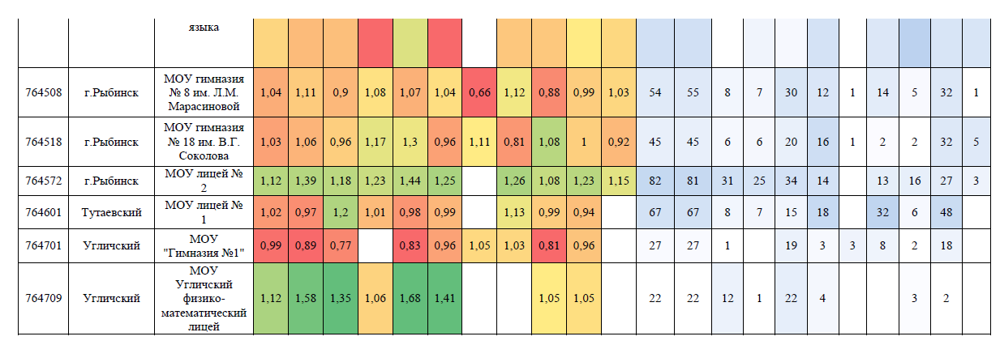 языка
764508 г.Рыбинск МОУ гимназия № 8 им. Л.М. Марасиновой 1,04 1,11 0,9 1,08 1,07 1,04 0,66 1,12 0,88 0,99 1,03 54 55 8 7 30 12 1 14 5 32 1
764518 г.Рыбинск МОУ гимназия № 18 им. В.Г. Соколова 1,03 1,06 0,96 1,17 1,3 0,96 1,11 0,81 1,08 1 0,92 45 45 6 6 20 16 1 2 2 32 5
764572 г.Рыбинск МОУ лицей № 2 1,12 1,39 1,18 1,23 1,44 1,25 1,26 1,08 1,23 1,15 82 81 31 25 34 14 13 16 27 3
764601 Тутаевский МОУ лицей № 1 1,02 0,97 1,2 1,01 0,98 0,99 1,13 0,99 0,94 67 67 8 7 15 18 32 6 48
764701 Угличский МОУ "Гимназия №1" 0,99 0,89 0,77 0,83 0,96 1,05 1,03 0,81 0,96 27 27 1 19 3 3 8 2 18
764709 Угличский МОУ Угличский физико-математический лицей 1,12 1,58 1,35 1,06 1,68 1,41 1,05 1,05 22 22 12 1 22 4 3 2